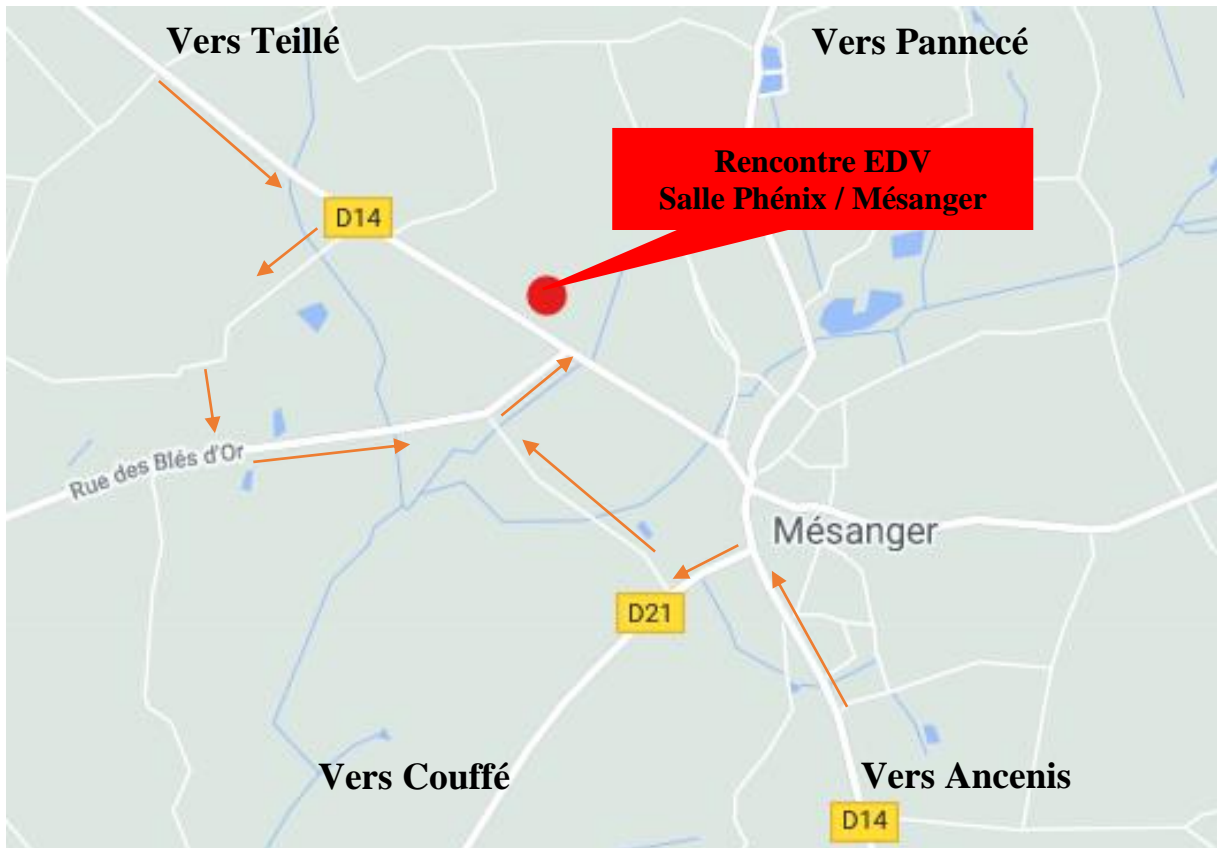 Vers Teillé
Vers Pannecé
Rencontre EDV
Salle Phénix / Mésanger
D14
Rue des Blés d'Or
Mésanger
D21
Vers Couffé
Vers Ancenis
D14